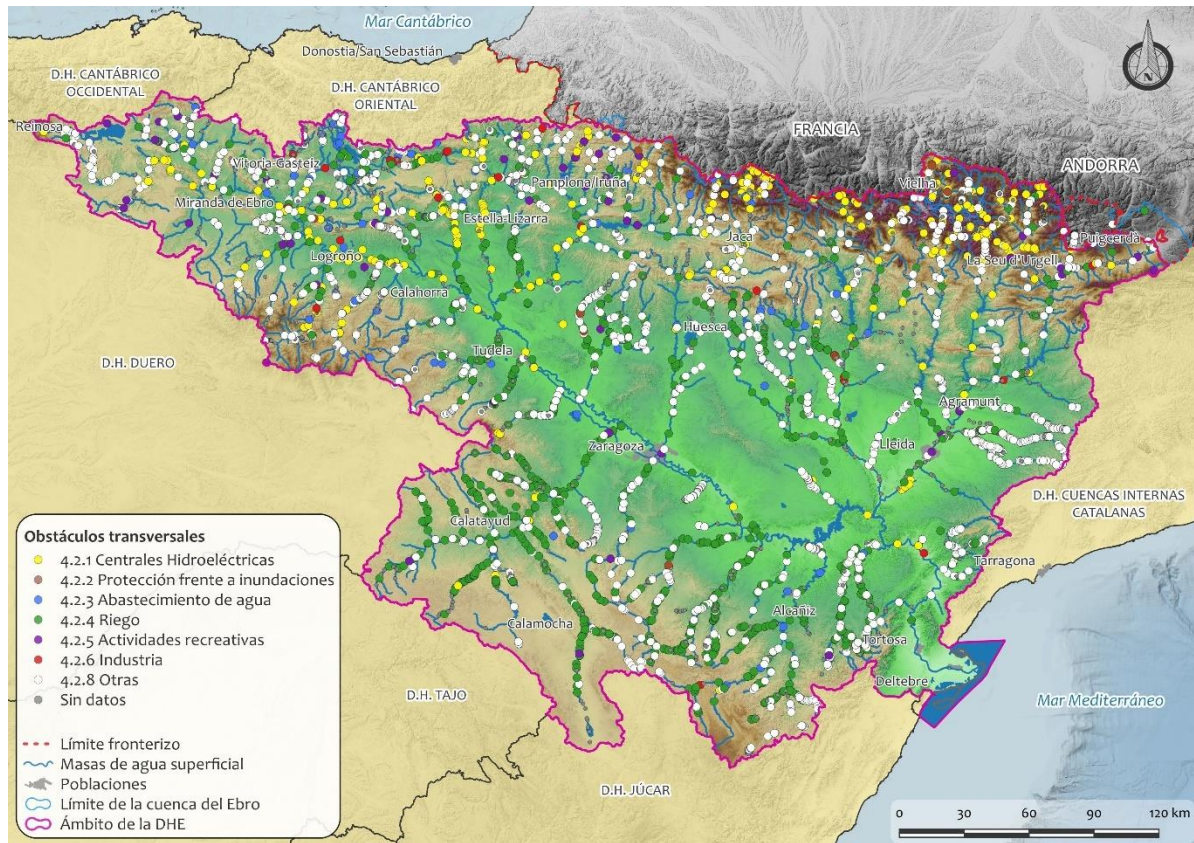 Mar Cantábrico
Donostia/San Sebastián
D.H. CANTÁBRICO
OCCIDENTAL
D.H. CANTÁBRICO
ORIENTAL
N
Reinosa
FRANCIA
ANDORRA
Vitoria-Gasteiz
Vielha
Pamplona/Iruña
Miranda de Ebro
Estella-Lizarra
Jaca
Puigcerdà
Logroño
La Seu d'Urgell
Calahorra
Huesca
D.H. DUERO
Tudela
Agramunt
Zaragoza
Lleida
D.H. CUENCAS INTERNAS
CATALANAS
Calatayud
Tarragona
Alcañiz
Calamocha
Tortosa
Deltebre
D.H. TAJO
Mar Mediterráneo
D.H. JÚCAR
Obstáculos transversales
4.2.1 Centrales Hidroeléctricas
4.2.2 Protección frente a inundaciones
4.2.3 Abastecimiento de agua
4.2.4 Riego
4.2.5 Actividades recreativas
4.2.6 Industria
4.2.8 Otras
Sin datos
Límite fronterizo
Masas de agua superficial
Poblaciones
Límite de la cuenca del Ebro
Ámbito de la DHE
0 30 60 90 120 km